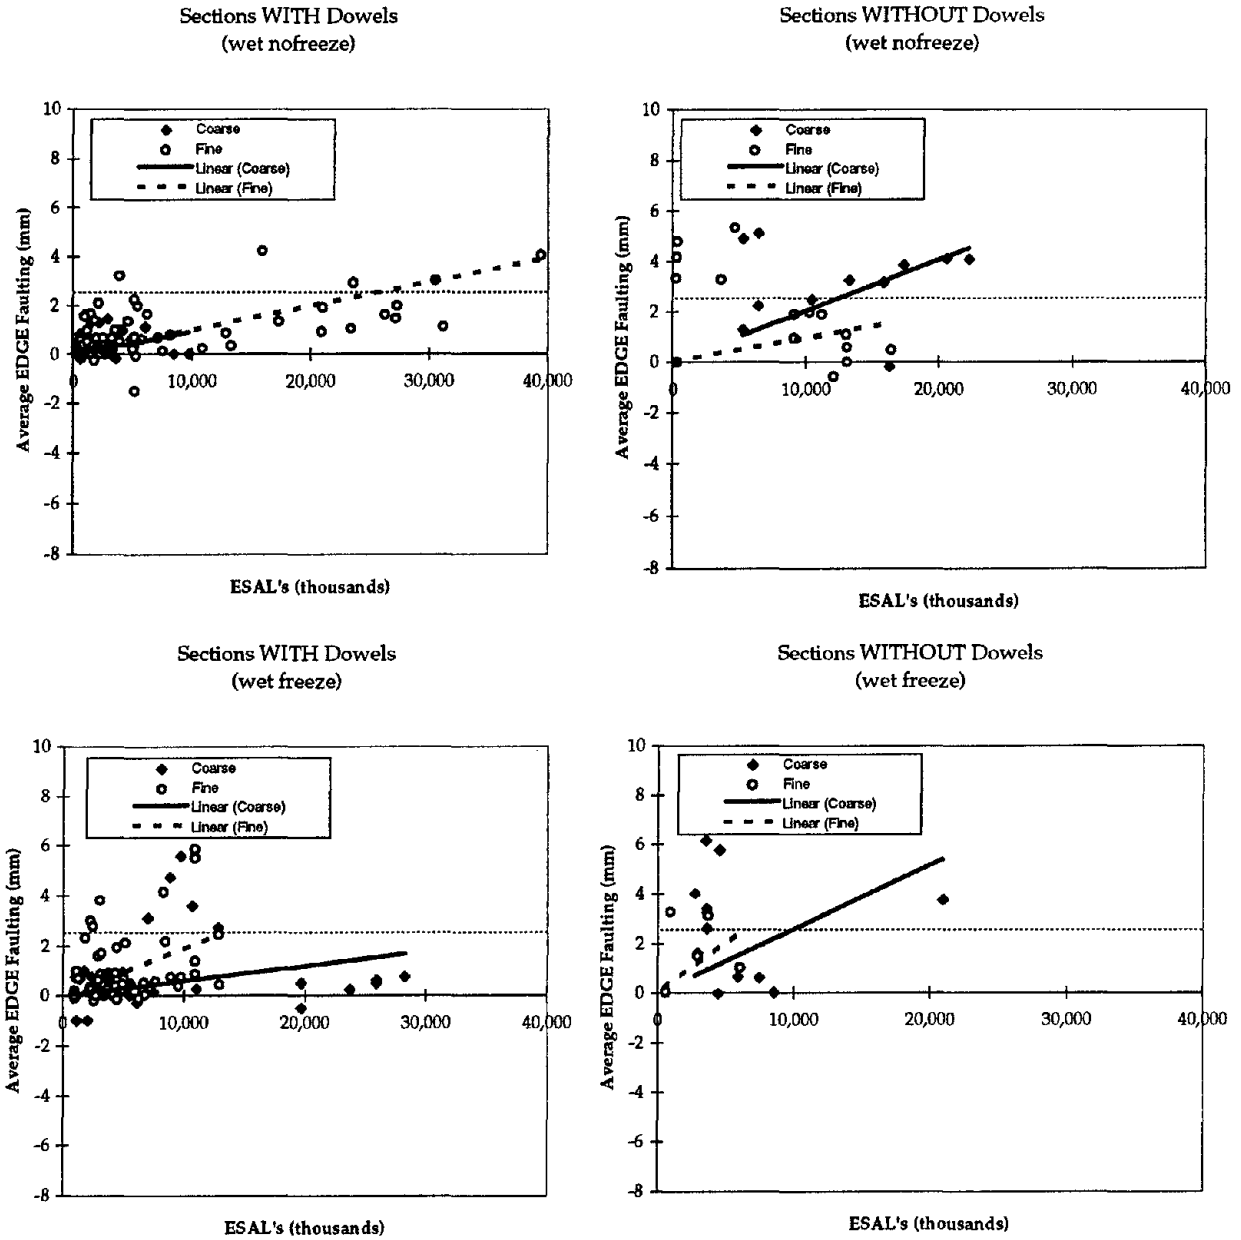 Sections WITH Dowels
(wet nofreeze)
10
8
6
4
2
0
-2
-4
-6
-8
Average EDGE Faulting (mm)
Coarse
Fine
Linear (Coarse)
Linear (Fine)
0
10,000
20,000
30,000
40,000
ESAL's (thousands)
Sections WITHOUT Dowels
(wet nofreeze)
10
8
6
4
2
0
-2
-4
-6
-8
Average EDGE Faulting (mm)
Coarse
Fine
Linear (Coarse)
Linear (Fine)
0
10,000
20,000
30,000
40,000
ESAL's (thousands)
Sections WITH Dowels
(wet freeze)
10
8
6
4
2
0
-2
-4
-6
-8
Average EDGE Faulting (mm)
Coarse
Fine
Linear (Coarse)
Linear (Fine)
0
10,000
20,000
30,000
40,000
ESAL's (thousands)
Sections WITHOUT Dowels
(wet freeze)
10
8
6
4
2
0
-2
-4
-6
-8
Average EDGE Faulting (mm)
Coarse
Fine
Linear (Coarse)
Linear (Fine)
0
10,000
20,000
30,000
40,000
ESAL's (thousands)